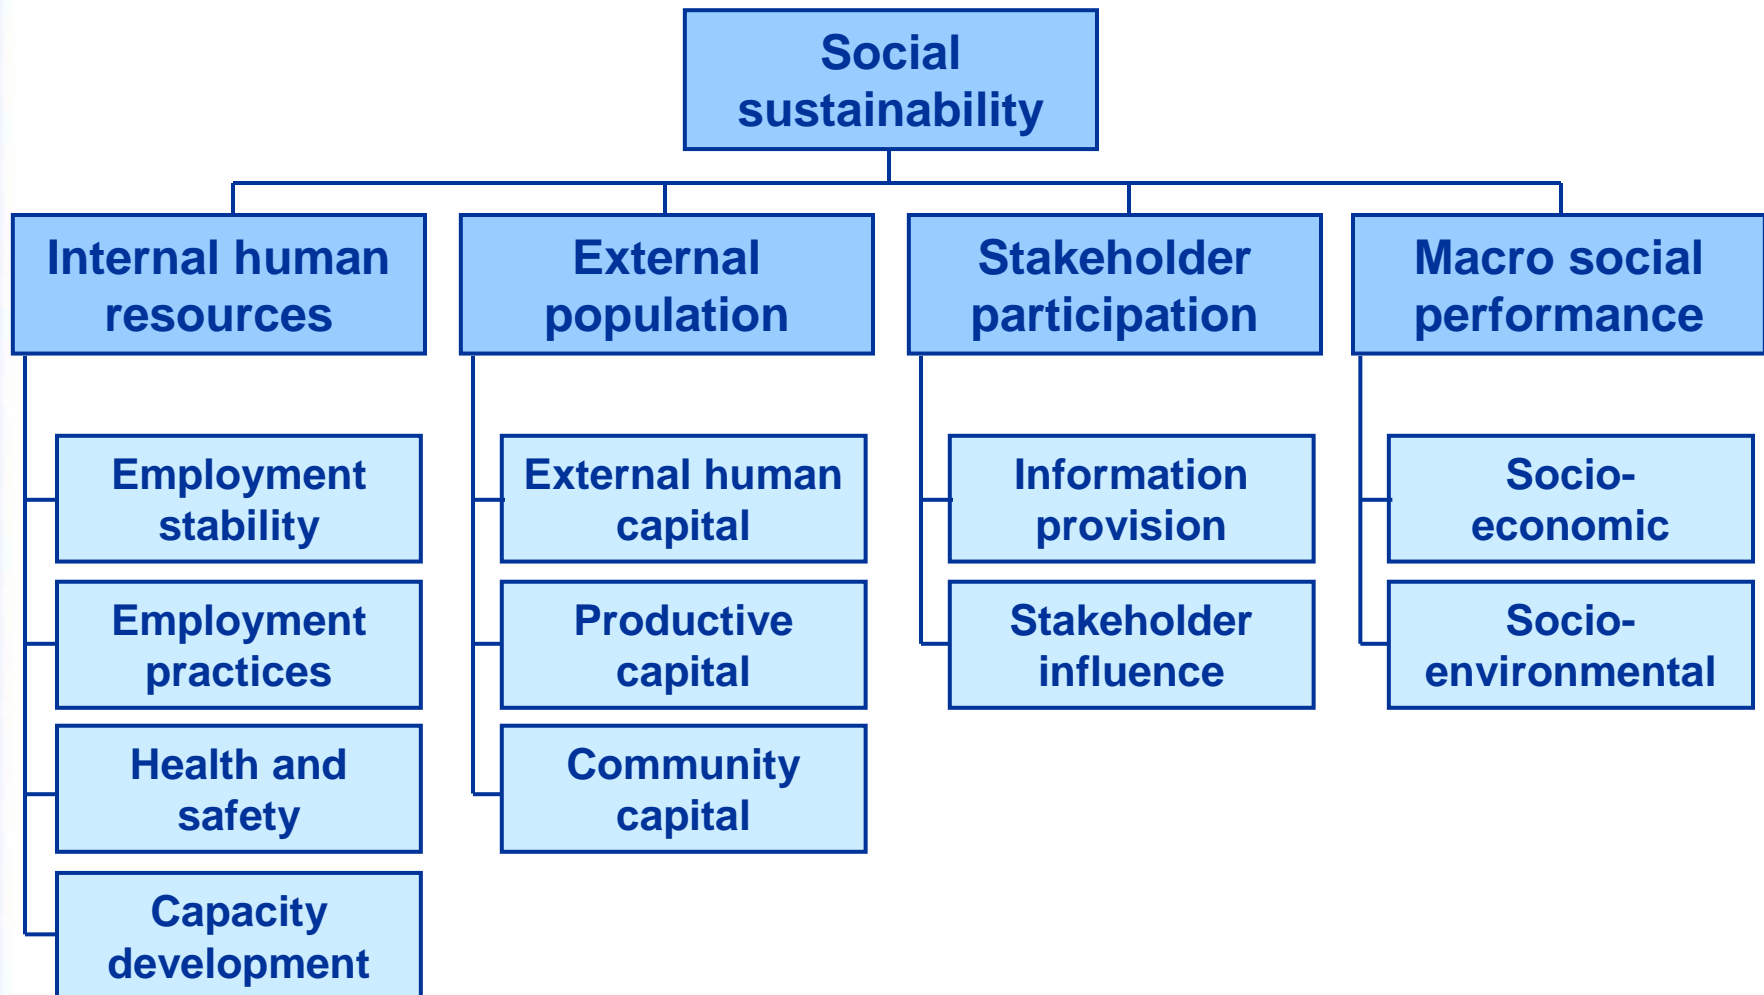 Social
sustainability
Internal human
resources
External
population
Stakeholder
participation
Macro social
performance
Employment
stability
Employment
practices
Health and
safety
Capacity
development
External human
capital
Productive
capital
Community
capital
Information
provision
Stakeholder
influence
Socio-
economic
Socio-
environmental